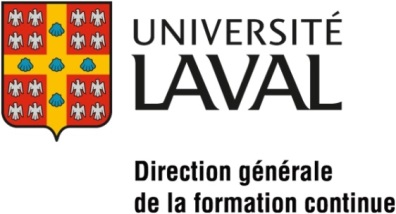 UNIVERSITÉ
LAVAL
Direction générale
de la formation continue